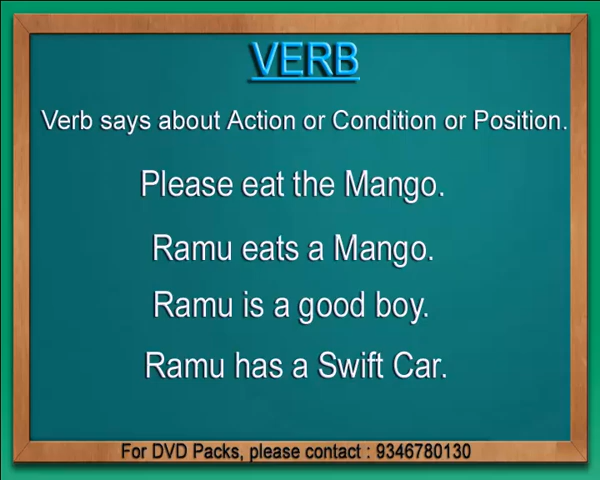 VERB
Verb says about Action or Condition or Position.
Please eat the Mango.
Ramu eats a Mango.
Ramu is a good boy.
Ramu has a Swift Car.
For DVD Packs, please contact : 9346780130